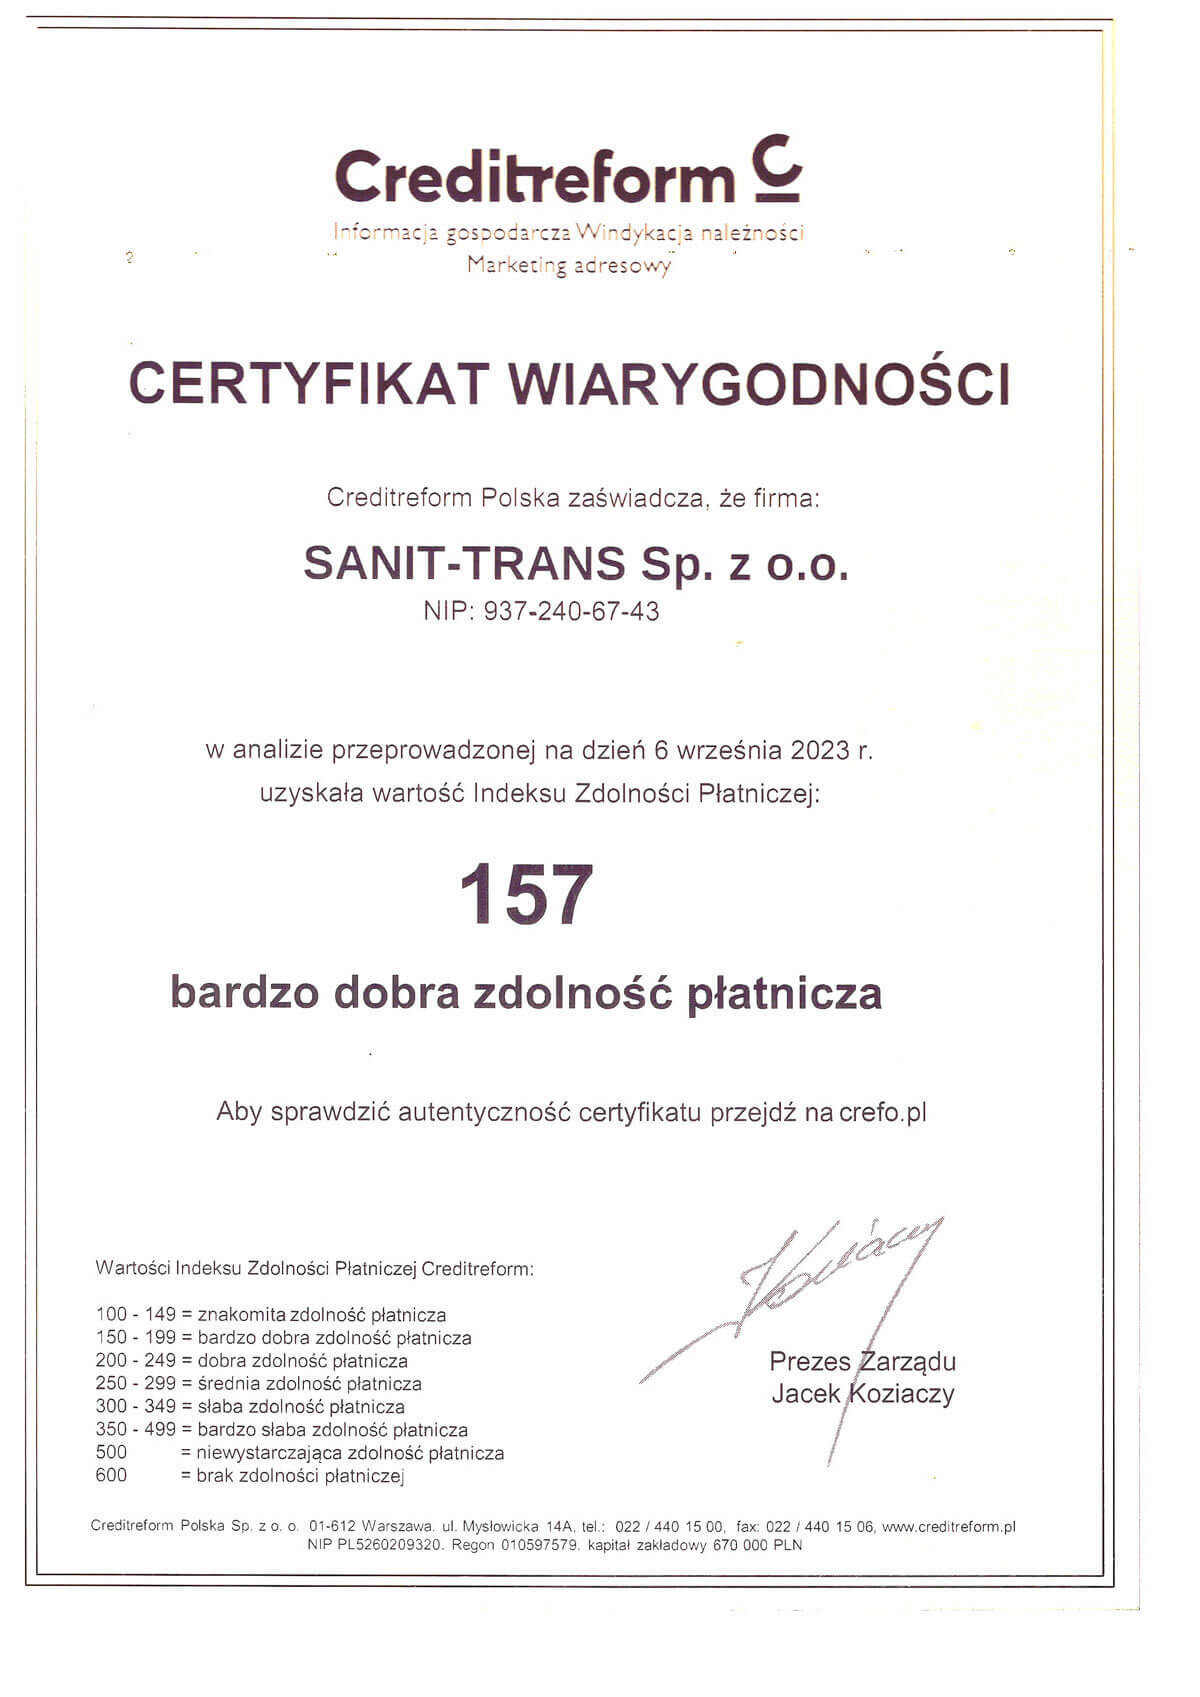 Creditreform C
Informacja gospodarcza Windykacja należności
Marketing adresowy
CERTYFIKAT WIARYGODNOŚCI
Creditreform Polska zaświadcza, że firma:
SANIT-TRANS Sp. z o.o.
NIP: 937-240-67-43
w analizie przeprowadzonej na dzień 6 września 2023 r.
uzyskała wartość Indeksu Zdolności Płatniczej:
157
bardzo dobra zdolność płatnicza
Aby sprawdzić autentyczność certyfikatu przejdź na crefo.pl
Wartości Indeksu Zdolności Płatniczej Creditreform:
100 - 149 = znakomita zdolność płatnicza
150 - 199 = bardzo dobra zdolność płatnicza
200 - 249 = dobra zdolność płatnicza
250 - 299 = średnia zdolność płatnicza
300 - 349 = słaba zdolność płatnicza
350 - 499 = bardzo słaba zdolność płatnicza
500 = niewystarczająca zdolność płatnicza
600 = brak zdolności płatniczej
Koziaczy
Prezes Zarządu
Jacek Koziaczy
Creditreform Polska Sp. z o. o. 01-612 Warszawa. ul. Mysłowicka 14A, tel.: 022 / 440 15 00, fax: 022 / 440 15 06, www.creditreform.pl
NIP PL5260209320. Regon 010597579. kapitał zakładowy 670 000 PLN